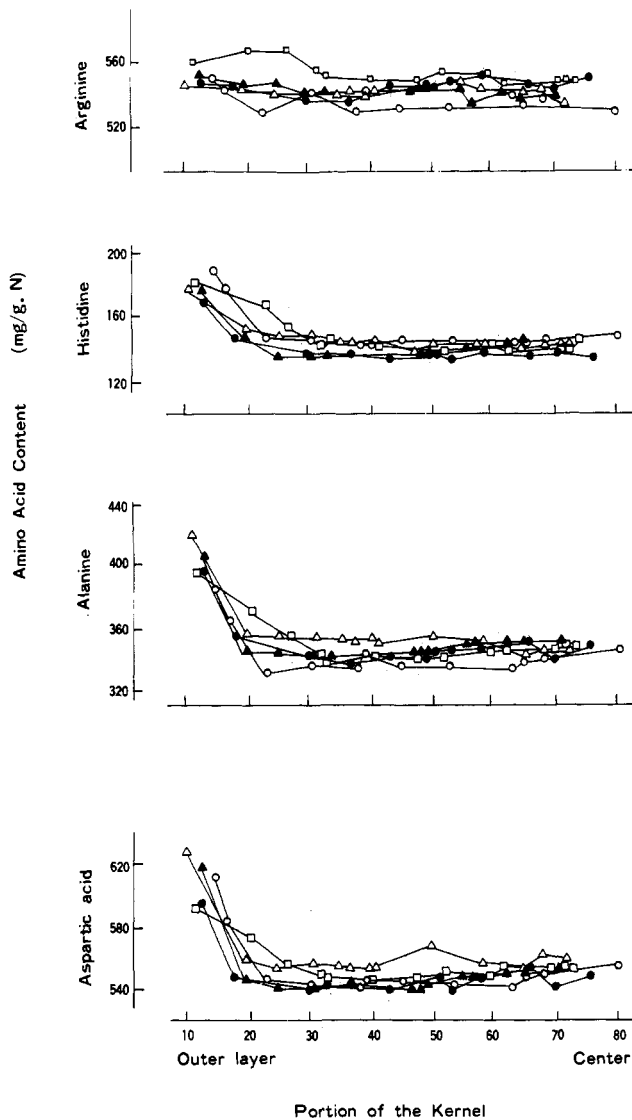 Amino Acid Content (mg/g. N)
Arginine
560
520
Histidine
200
160
120
Alanine
440
400
360
320
Aspartic acid
620
580
540
10 20 30 40 50 60 70 80
Outer layer Center
Portion of the Kernel